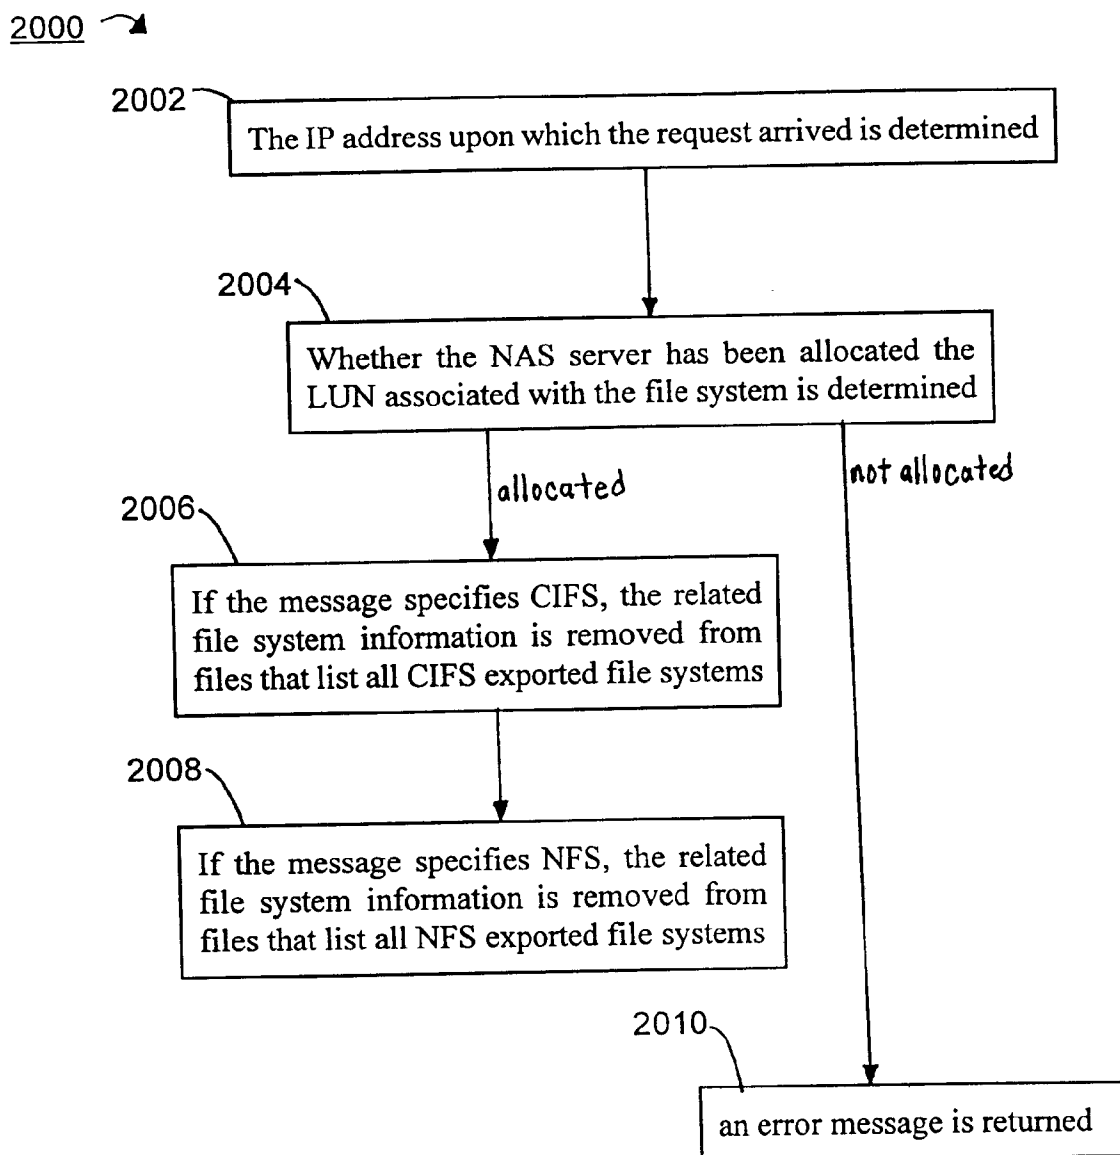 2000
2002
The IP address upon which the request arrived is determined
2004
Whether the NAS server has been allocated the
LUN associated with the file system is determined
allocated
not allocated
2006
If the message specifies CIFS, the related
file system information is removed from
files that list all CIFS exported file systems
2008
If the message specifies NFS, the related
file system information is removed from
files that list all NFS exported file systems
2010
an error message is returned